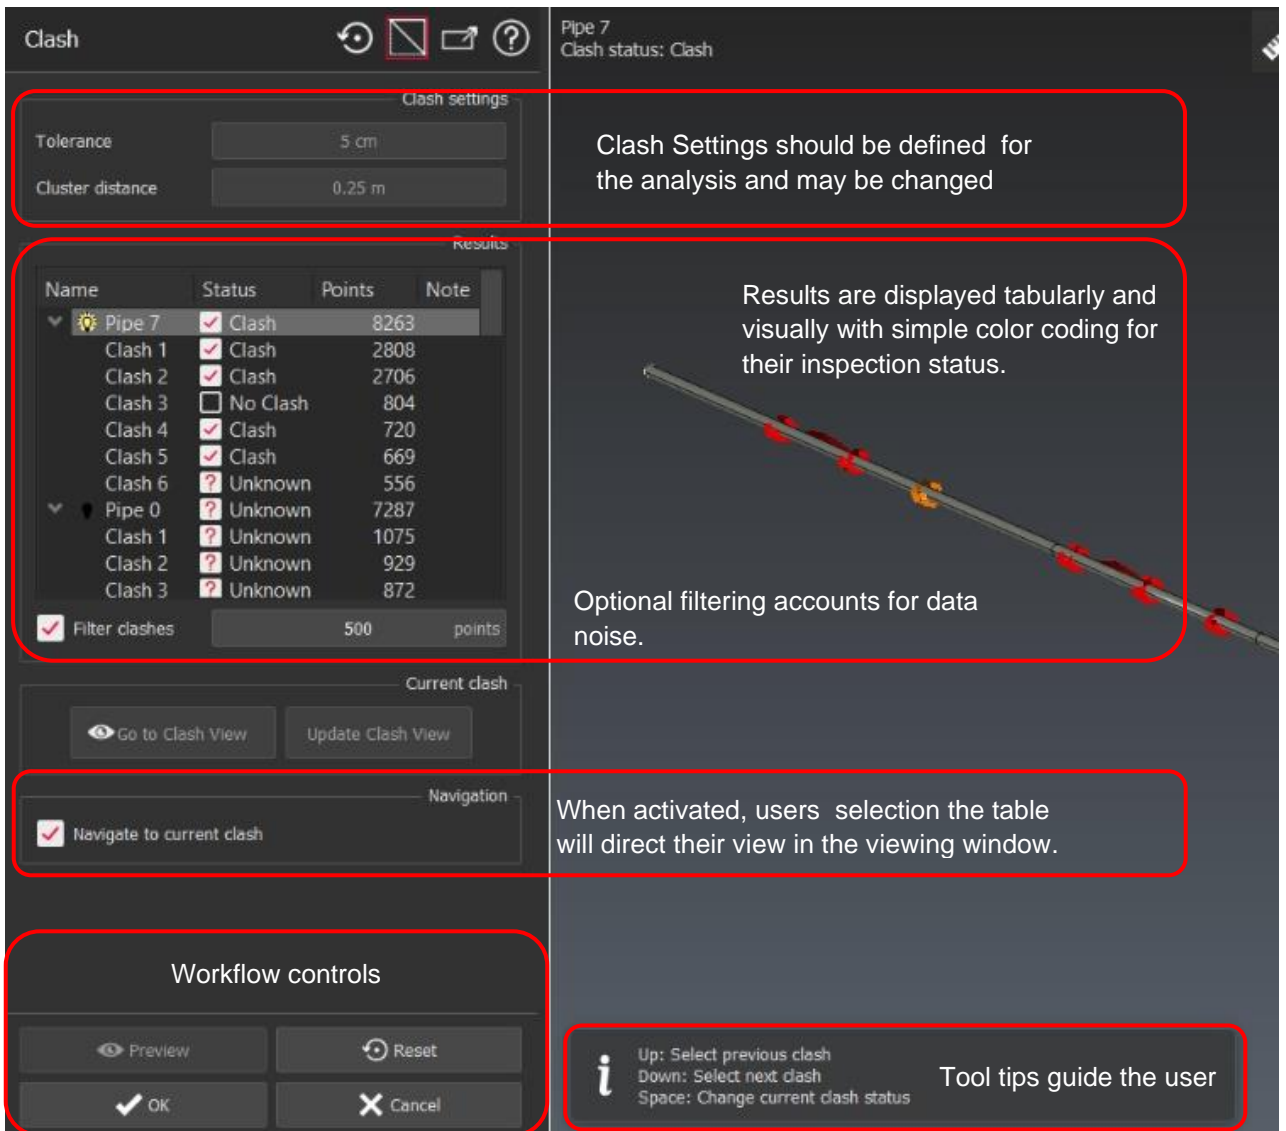 Clash
Pipe 7
Clash status: Clash
Clash settings
Tolerance 5 cm
Cluster distance 0.25 m
Clash Settings should be defined for
the analysis and may be changed
Results
Name Status Points Note
Pipe 7 Clash 8263
Clash 1 Clash 2808
Clash 2 Clash 2706
Clash 3 No Clash 804
Clash 4 Clash 720
Clash 5 Clash 669
Clash 6 ? Unknown 556
Pipe 0 ? Unknown 7287
Clash 1 ? Unknown 1075
Clash 2 ? Unknown 929
Clash 3 ? Unknown 872
Filter clashes 500 points
Results are displayed tabularly and
visually with simple color coding for
their inspection status.
Optional filtering accounts for data
noise.
Current clash
Go to Clash View Update Clash View
Navigation
Navigate to current clash
When activated, users selection the table
will direct their view in the viewing window.
Workflow controls
Preview Reset
OK Cancel
i
Up: Select previous clash
Down: Select next clash
Space: Change current clash status
Tool tips guide the user